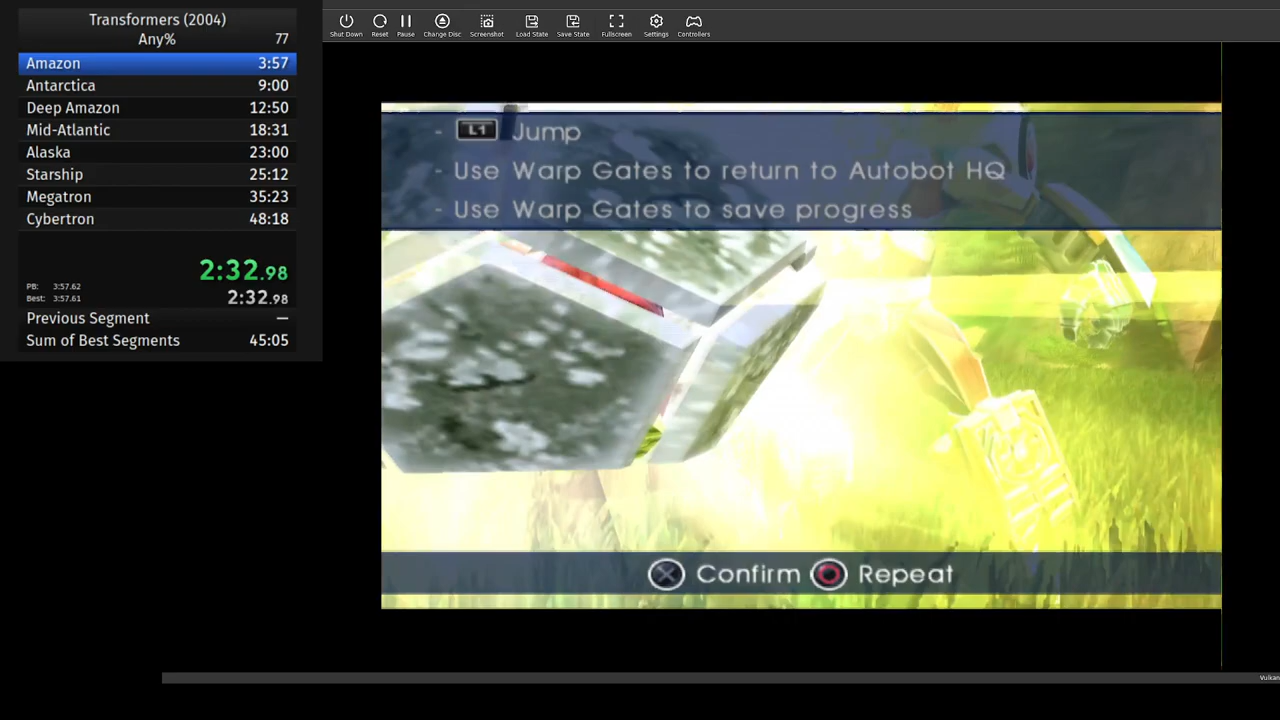 Transformers (2004)
Any% 77
Amazon 3:57
Antarctica 9:00
Deep Amazon 12:50
Mid-Atlantic 18:31
Alaska 23:00
Starship 25:12
Megatron 35:23
Cybertron 48:18
2:32.98
PB: 3:57.62
Best: 3:57.61
2:32.98
Previous Segment —
Sum of Best Segments 45:05
Shut Down Reset Pause Change Disc Screenshot Load State Save State Fullscreen Settings Controllers
- L1 Jump
- Use Warp Gates to return to Autobot HQ
- Use Warp Gates to save progress
Confirm Repeat
Vulkan